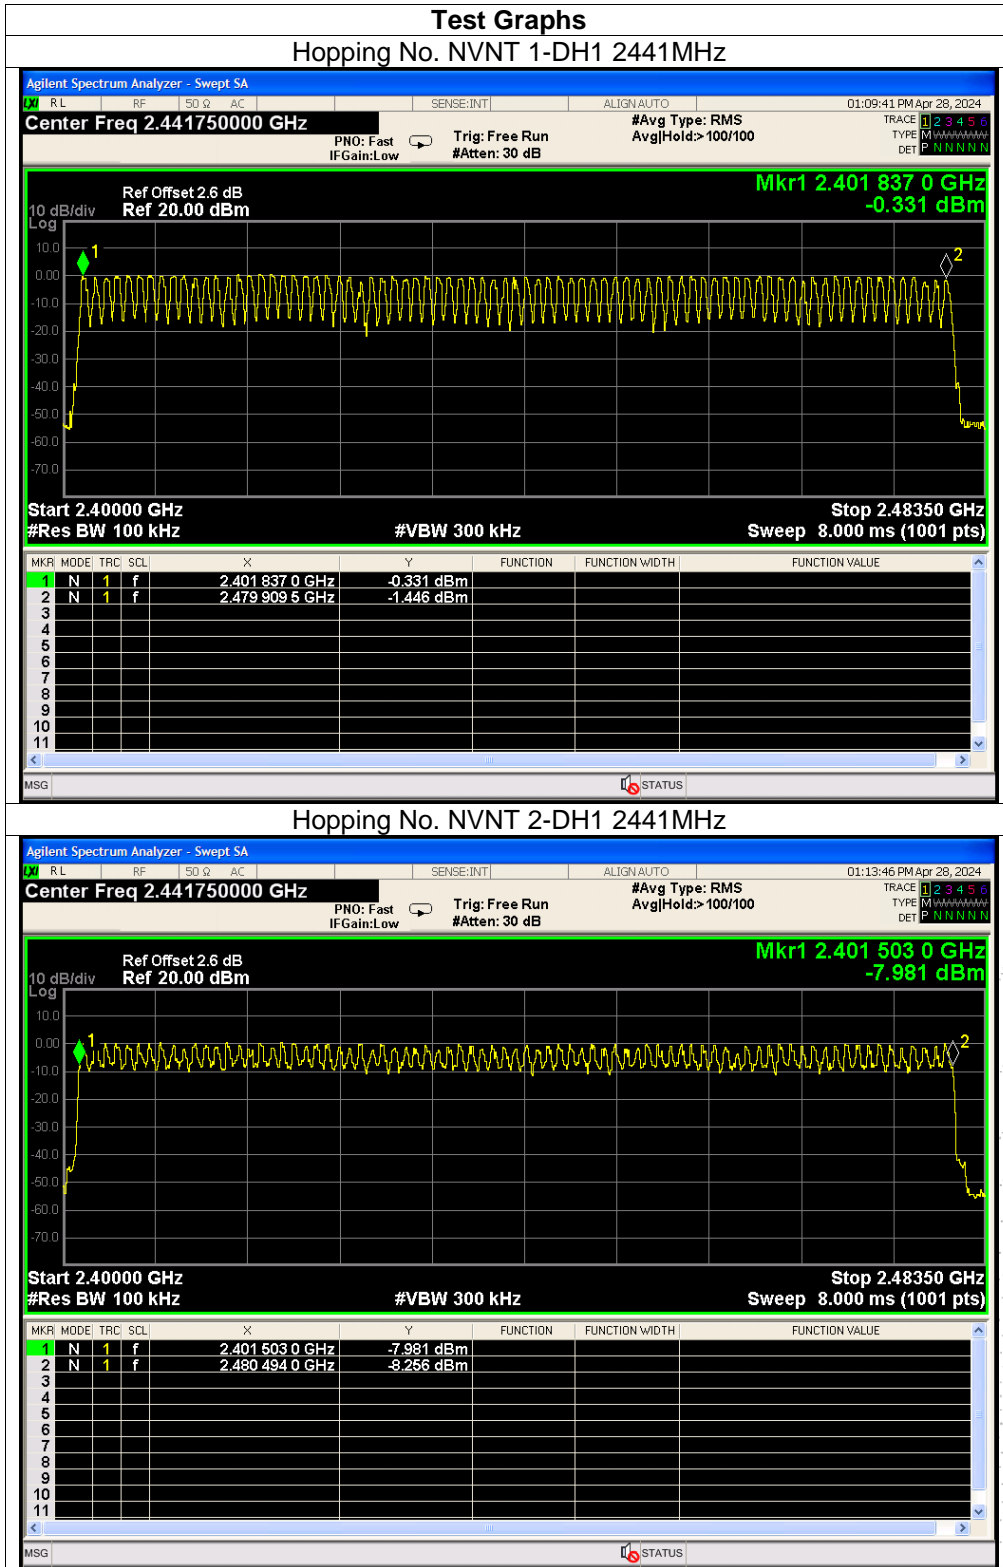 Test Graphs
Hopping No. NVNT 1-DH1 2441MHz
Agilent Spectrum Analyzer - Swept SA
LXI RL RF 50 Ω AC SENSE:INT ALIGN AUTO 01:09:41 PM Apr 28, 2024
Center Freq 2.441750000 GHz #Avg Type: RMS TRACE 1 2 3 4 5 6
PNO: Fast Trig: Free Run Avg|Hold:>100/100 TYPE M
IFGain:Low #Atten: 30 dB DET P N N N N N
Mkr1 2.401 837 0 GHz
Ref Offset 2.6 dB
10 dB/div Ref 20.00 dBm -0.331 dBm
Log
10.0
1 2
0.00
-10.0
-20.0
-30.0
-40.0
-50.0
-60.0
-70.0
Start 2.40000 GHz Stop 2.48350 GHz
#Res BW 100 kHz #VBW 300 kHz Sweep 8.000 ms (1001 pts)
MKR MODE TRC SCL X Y FUNCTION FUNCTION WIDTH FUNCTION VALUE
1 N 1 f 2.401 837 0 GHz -0.331 dBm
2 N 1 f 2.479 909 5 GHz -1.446 dBm
3
4
5
6
7
8
9
10
11
MSG STATUS
Hopping No. NVNT 2-DH1 2441MHz
Agilent Spectrum Analyzer - Swept SA
LXI RL RF 50 Ω AC SENSE:INT ALIGN AUTO 01:13:46 PM Apr 28, 2024
Center Freq 2.441750000 GHz #Avg Type: RMS TRACE 1 2 3 4 5 6
PNO: Fast Trig: Free Run Avg|Hold:>100/100 TYPE M
IFGain:Low #Atten: 30 dB DET P N N N N N
Mkr1 2.401 503 0 GHz
Ref Offset 2.6 dB
10 dB/div Ref 20.00 dBm -7.981 dBm
Log
10.0
0.00
1 2
-10.0
-20.0
-30.0
-40.0
-50.0
-60.0
-70.0
Start 2.40000 GHz Stop 2.48350 GHz
#Res BW 100 kHz #VBW 300 kHz Sweep 8.000 ms (1001 pts)
MKR MODE TRC SCL X Y FUNCTION FUNCTION WIDTH FUNCTION VALUE
1 N 1 f 2.401 503 0 GHz -7.981 dBm
2 N 1 f 2.480 494 0 GHz -8.256 dBm
3
4
5
6
7
8
9
10
11
MSG STATUS